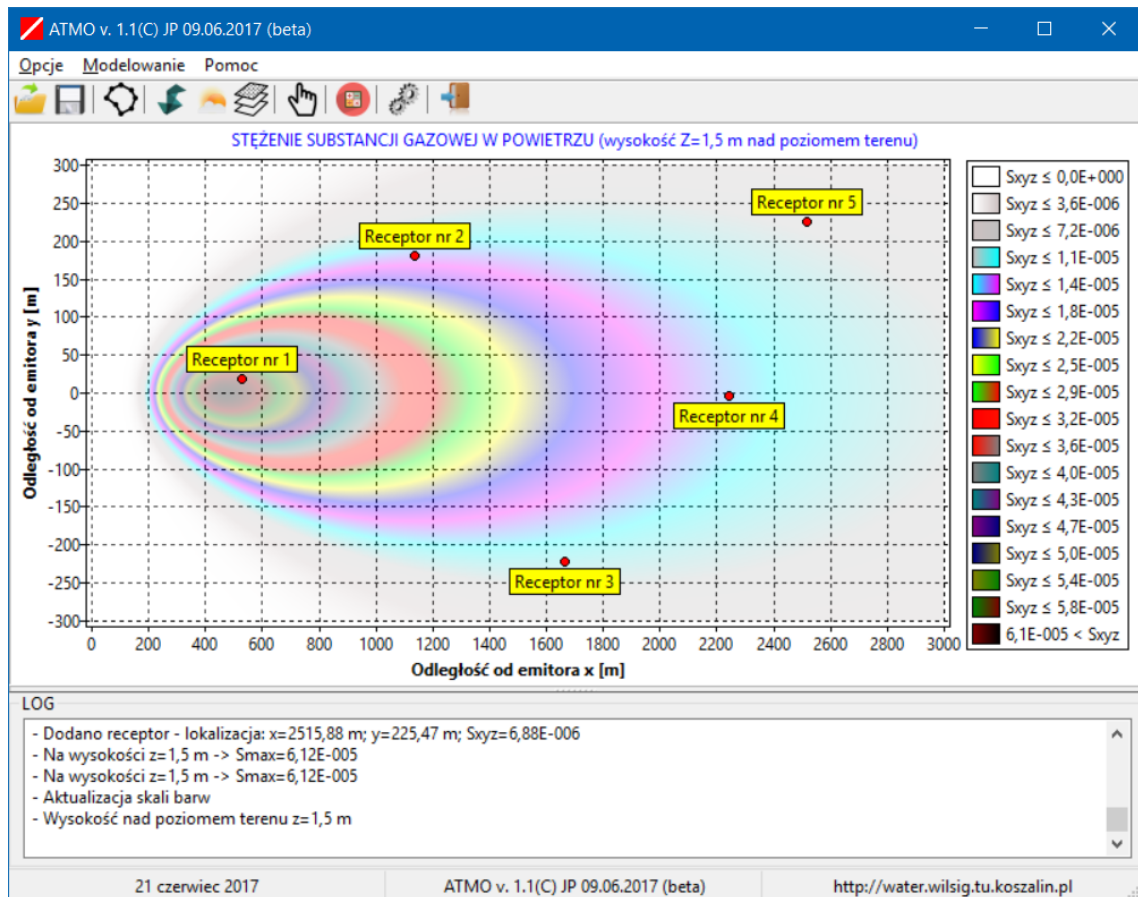 ATMO v. 1.1(C) JP 09.06.2017 (beta)
Opcje Modelowanie Pomoc
STĘŻENIE SUBSTANCJI GAZOWEJ W POWIETRZU (wysokość Z=1,5 m nad poziomem terenu)
300
250
200
150
100
50
0
-50
-100
-150
-200
-250
-300
Odległość od emitora y [m]
Receptor nr 5
Receptor nr 2
Receptor nr 1
Receptor nr 4
Receptor nr 3
0 200 400 600 800 1000 1200 1400 1600 1800 2000 2200 2400 2600 2800 3000
Odległość od emitora x [m]
Sxyz ≤ 0,0E+000
Sxyz ≤ 3,6E-006
Sxyz ≤ 7,2E-006
Sxyz ≤ 1,1E-005
Sxyz ≤ 1,4E-005
Sxyz ≤ 1,8E-005
Sxyz ≤ 2,2E-005
Sxyz ≤ 2,5E-005
Sxyz ≤ 2,9E-005
Sxyz ≤ 3,2E-005
Sxyz ≤ 3,6E-005
Sxyz ≤ 4,0E-005
Sxyz ≤ 4,3E-005
Sxyz ≤ 4,7E-005
Sxyz ≤ 5,0E-005
Sxyz ≤ 5,4E-005
Sxyz ≤ 5,8E-005
6,1E-005 < Sxyz
LOG
- Dodano receptor - lokalizacja: x=2515,88 m; y=225,47 m; Sxyz=6,88E-006
- Na wysokości z=1,5 m -> Smax=6,12E-005
- Na wysokości z=1,5 m -> Smax=6,12E-005
- Aktualizacja skali barw
- Wysokość nad poziomem terenu z=1,5 m
21 czerwiec 2017
ATMO v. 1.1(C) JP 09.06.2017 (beta)
http://water.wilsig.tu.koszalin.pl